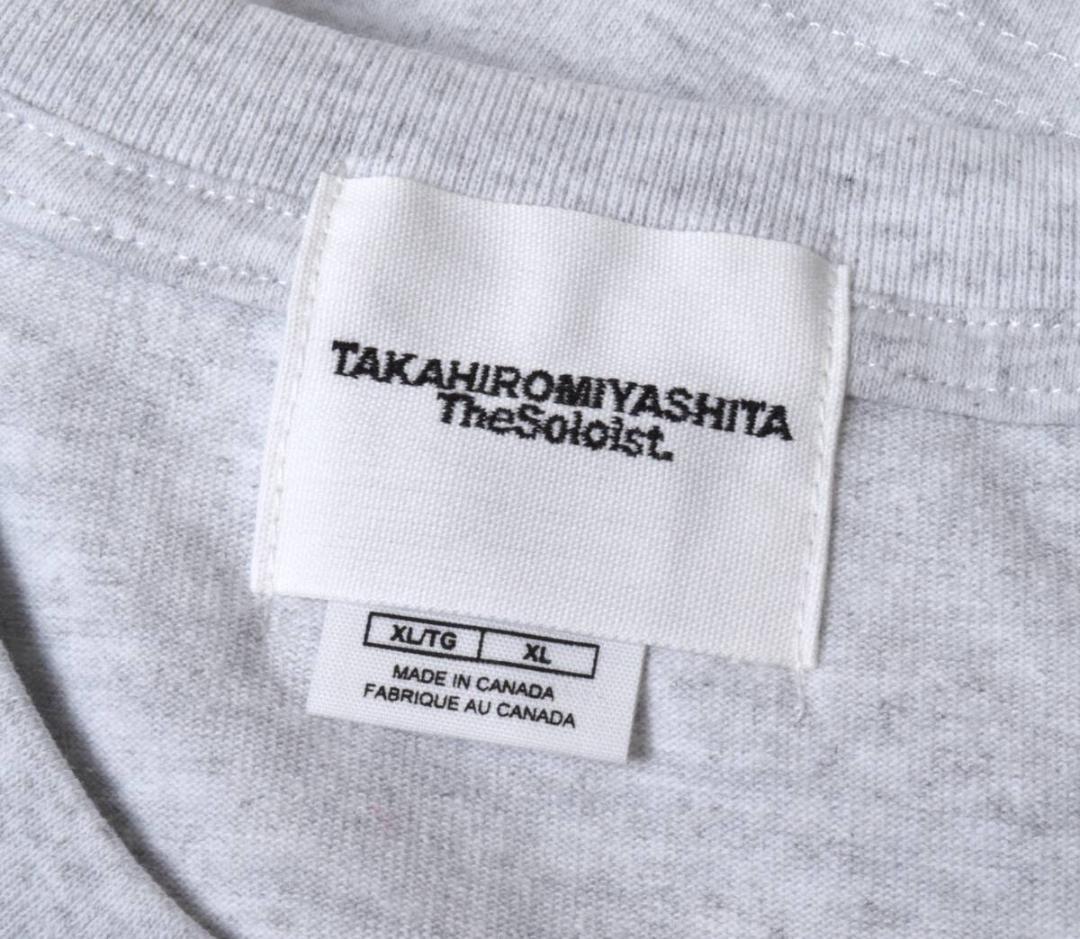 TAKAHIROMIYASHITA
TheSoloist.
XL/TG XL
MADE IN CANADA
FABRIQUE AU CANADA